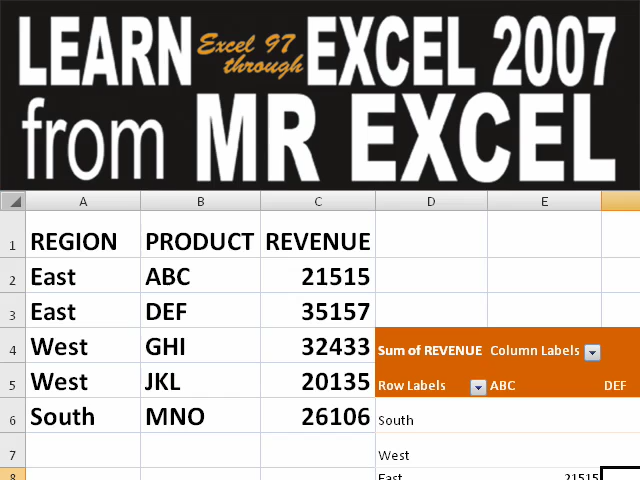 LEARN Excel 97 through EXCEL 2007
from MR EXCEL
A B C D E
1 REGION PRODUCT REVENUE
2 East ABC 21515
3 East DEF 35157
4 West GHI 32433 Sum of REVENUE Column Labels
5 West JKL 20135 Row Labels ABC DEF
6 South MNO 26106 South
7 West
8 East 21515